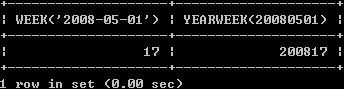 | WEEK('2008-05-01') | YEARWEEK(20080501) |
+--------------------+--------------------+
|                 17 |             200817 |
+--------------------+--------------------+
1 row in set (0.00 sec)